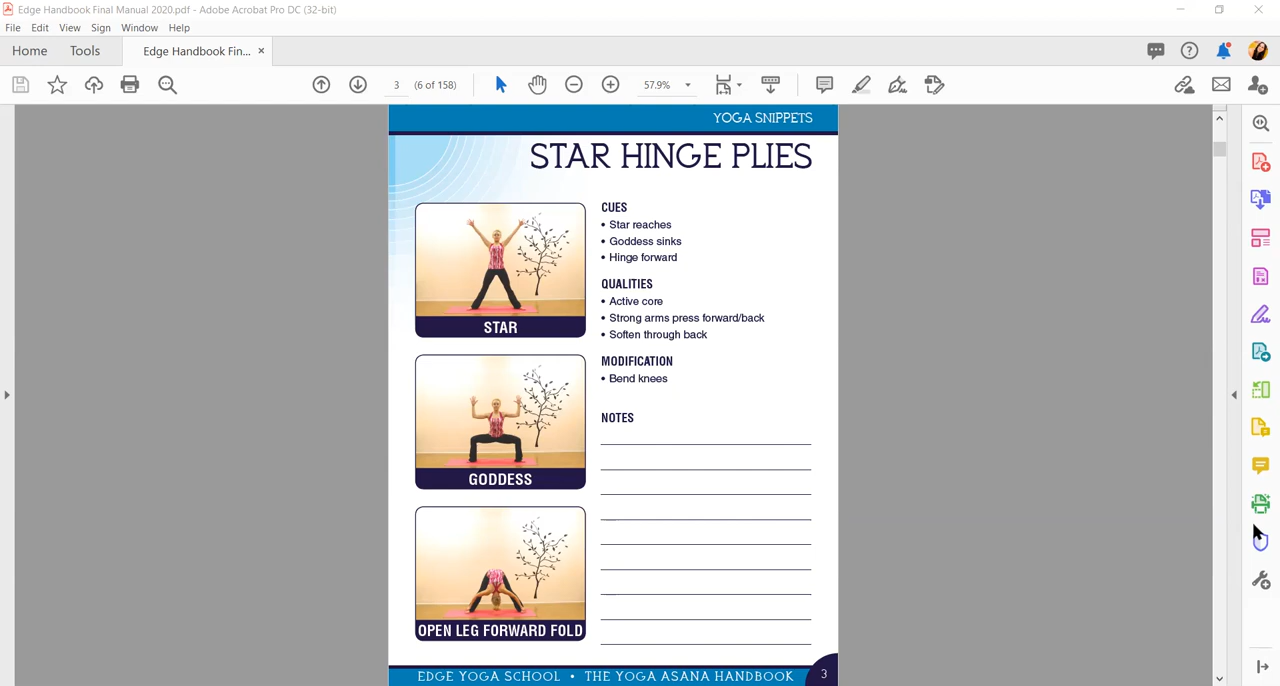 Edge Handbook Final Manual 2020.pdf - Adobe Acrobat Pro DC (32-bit)
File Edit View Sign Window Help
Home Tools Edge Handbook Fin... ×
3 (6 of 158) 57.9%
YOGA SNIPPETS
STAR HINGE PLIES
STAR
GODDESS
OPEN LEG FORWARD FOLD
CUES
• Star reaches
• Goddess sinks
• Hinge forward
QUALITIES
• Active core
• Strong arms press forward/back
• Soften through back
MODIFICATION
• Bend knees
NOTES
EDGE YOGA SCHOOL • THE YOGA ASANA HANDBOOK 3